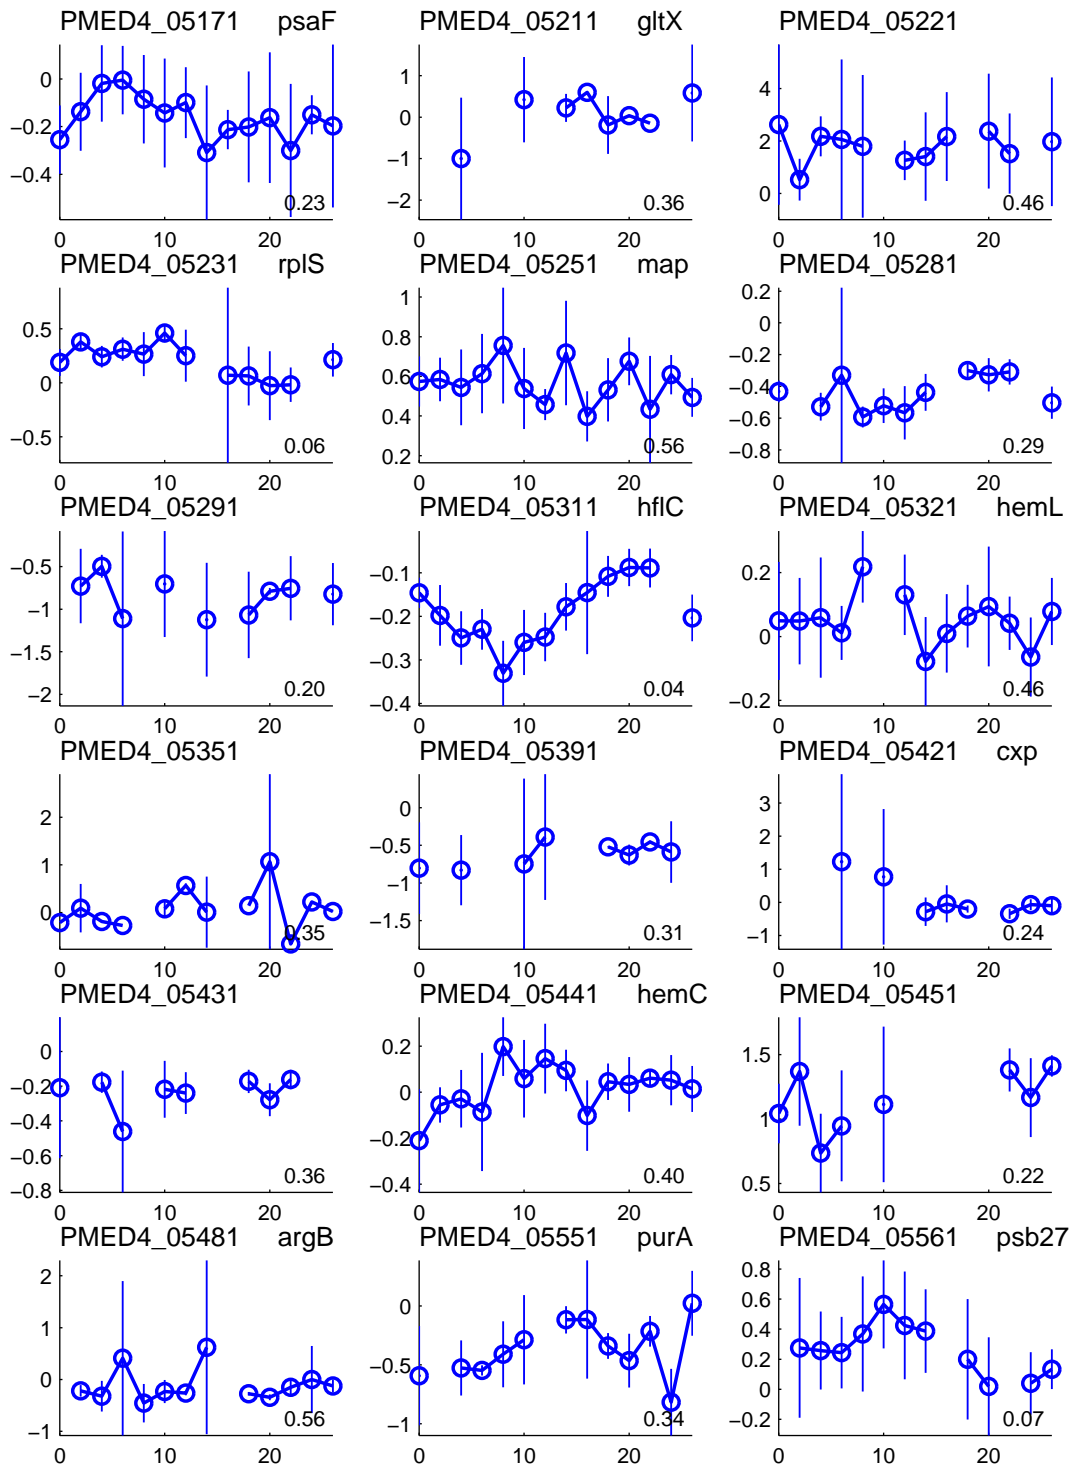 PMED4_05171 psaF
0
−0.2
−0.4
0.23
0 10 20
PMED4_05211 gltX
1
0
−1
−2
0.36
0 10 20
PMED4_05221
4
2
0
0.46
0 10 20
PMED4_05231 rplS
0.5
0
−0.5
0.06
0 10 20
PMED4_05251 map
1
0.8
0.6
0.4
0.2
0.56
0 10 20
PMED4_05281
0.2
0
−0.2
−0.4
−0.6
−0.8
0.29
0 10 20
PMED4_05291
−0.5
−1
−1.5
−2
0.20
0 10 20
PMED4_05311 hflC
−0.1
−0.2
−0.3
−0.4
0.04
0 10 20
PMED4_05321 hemL
0.2
0
−0.2
0.46
0 10 20
PMED4_05351
2
1
0
0.35
0 10 20
PMED4_05391
0
−0.5
−1
−1.5
0.31
0 10 20
PMED4_05421 cxp
3
2
1
0
−1
0.24
0 10 20
PMED4_05431
0
−0.2
−0.4
−0.6
−0.8
0.36
0 10 20
PMED4_05441 hemC
0.2
0
−0.2
−0.4
0.40
0 10 20
PMED4_05451
1.5
1
0.5
0.22
0 10 20
PMED4_05481 argB
2
1
0
−1
0.56
0 10 20
PMED4_05551 purA
0
−0.5
−1
0.34
0 10 20
PMED4_05561 psb27
0.8
0.6
0.4
0.2
0
−0.2
0.07
0 10 20